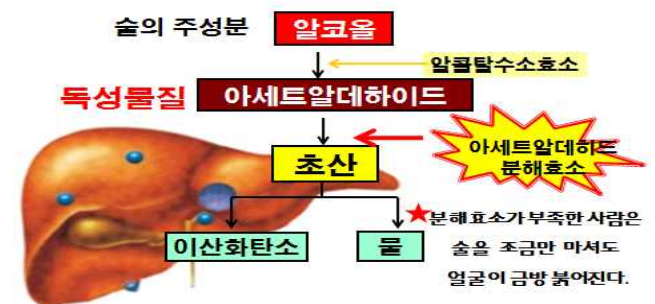 술의 주성분 알코올
알콜탈수소효소
독성물질 아세트알데하이드
아세트알데히드
분해효소
초산
이산화탄소 물
★분해효소가 부족한 사람은
술을 조금만 마셔도
얼굴이 금방 붉어진다.